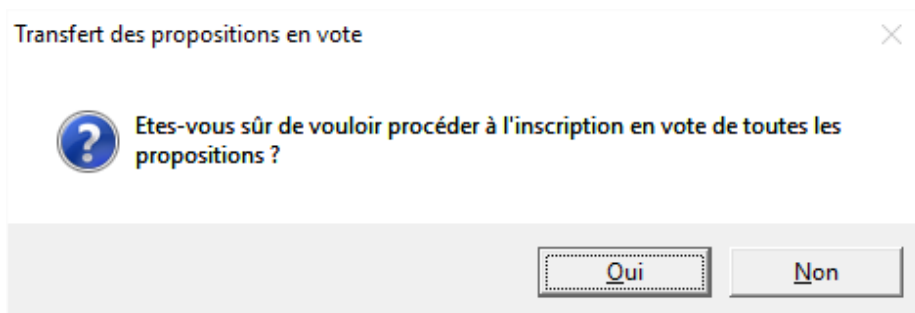 Transfert des propositions en vote
Etes-vous sûr de vouloir procéder à l'inscription en vote de toutes les
propositions ?
Oui
Non